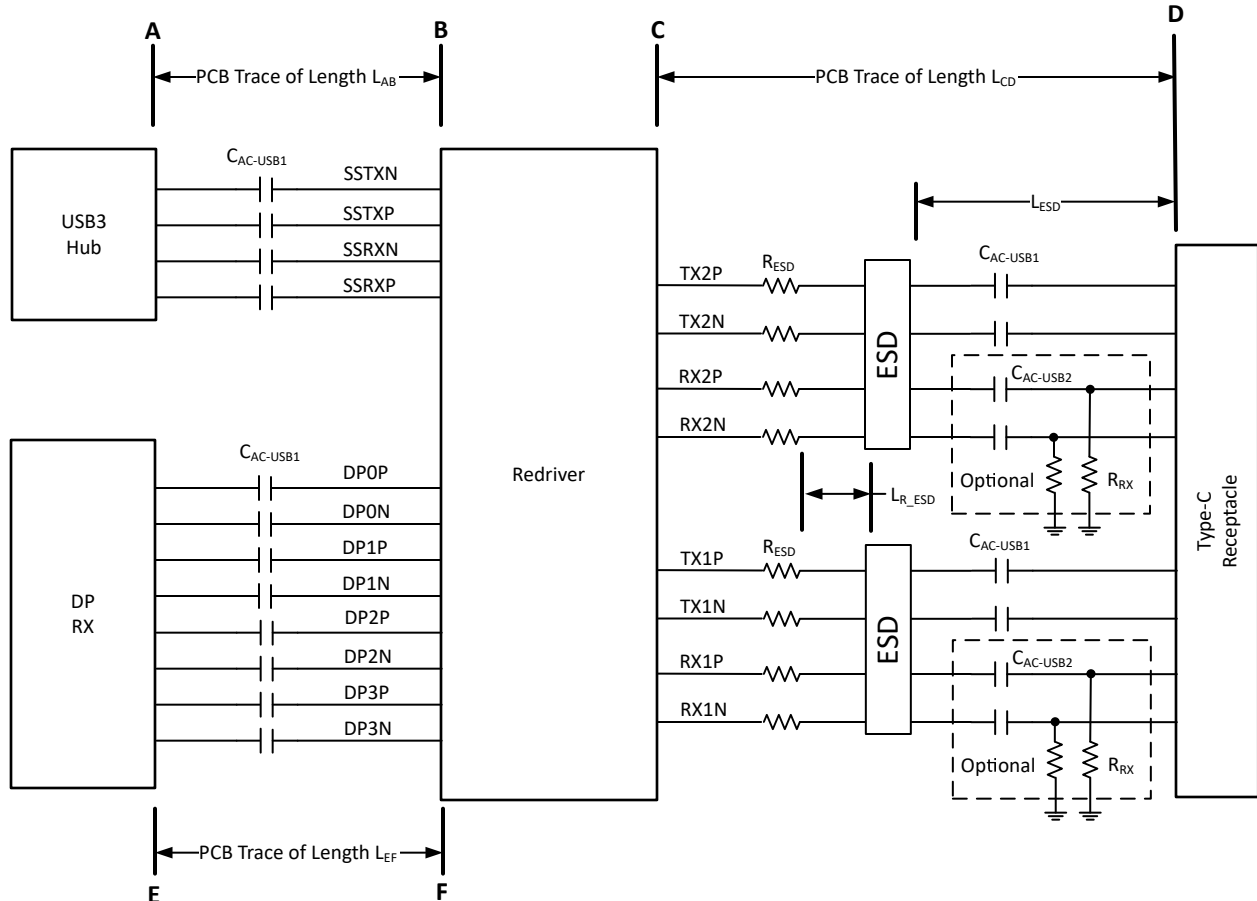 A
B
C
D
PCB Trace of Length LAB
PCB Trace of Length LCD
CAC-USB1
SSTXN
SSTXP
SSRXN
SSRXP
USB3
Hub
LESD
TX2P
TX2N
RX2P
RX2N
RESD
ESD
CAC-USB1
CAC-USB2
Optional
RRX
LR_ESD
Redriver
Type-C
Receptacle
CAC-USB1
DP0P
DP0N
DP1P
DP1N
DP2P
DP2N
DP3P
DP3N
DP
RX
TX1P
TX1N
RX1P
RX1N
RESD
ESD
CAC-USB1
CAC-USB2
Optional
RRX
PCB Trace of Length LEF
E
F